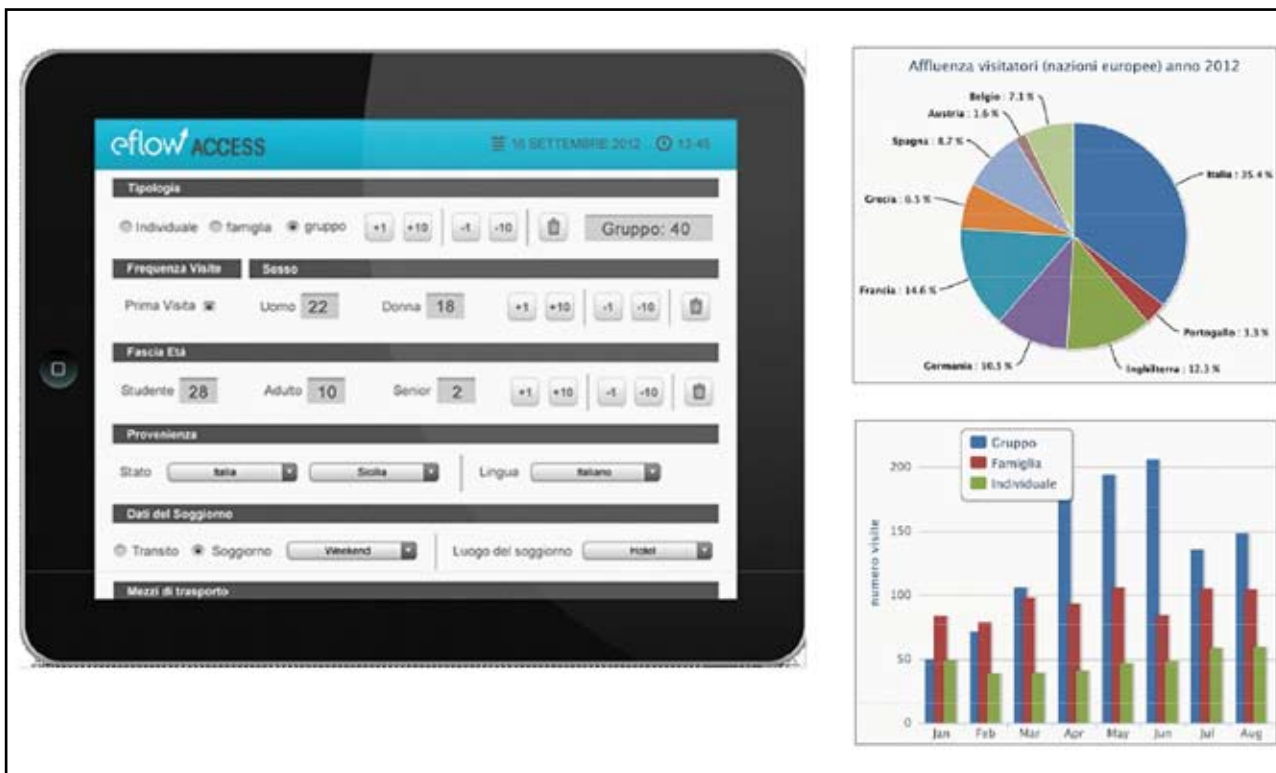 eflow ACCESS
16 SETTEMBRE 2012 13:45
Tipologia
Individuale famiglia gruppo +1 +10 -1 -10 Gruppo: 40
Frequenza Visite Sesso
Prima Visita Uomo 22 Donna 18 +1 +10 -1 -10
Fascia Etá
Studente 28 Aduto 10 Senior 2 +1 +10 -1 -10
Provenienza
Stato Italia Sicilia Lingua Italiano
Dati del Soggiorno
Transito Soggiorno Weekend Luogo del soggiorno Hotel
Mezzi di trasporto
Affluenza visitatori (nazioni europee) anno 2012
Belgio : 7.1 %
Austria : 1.6 %
Spagna : 8.7 %
Italia : 35.4 %
Grecia : 6.5 %
Francia : 14.6 %
Portogallo : 3.3 %
Germania : 10.5 %
Inghilterra : 12.3 %
Gruppo
Famiglia
Individuale
numero visite
200
150
100
50
0
Jan Feb Mar Apr May Jun Jul Aug